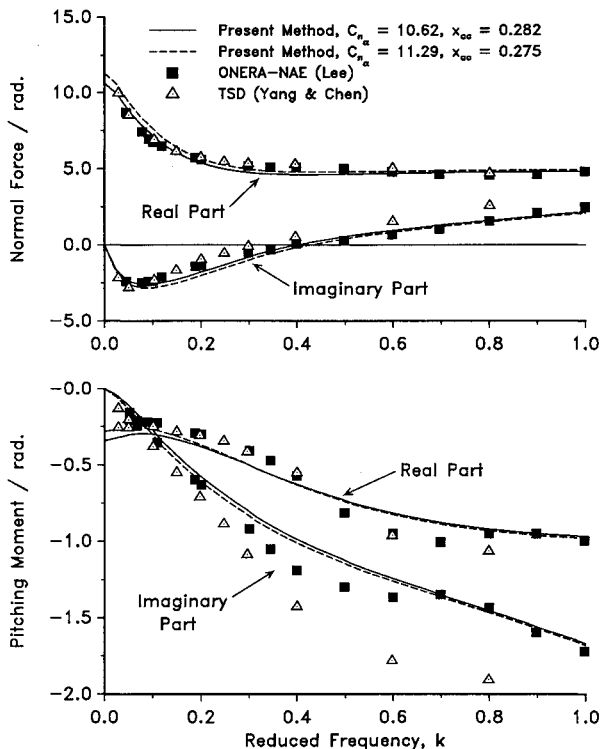 Present Method, Cnα = 10.62, xac = 0.282
Present Method, Cnα = 11.29, xac = 0.275
ONERA-NAE (Lee)
TSD (Yang & Chen)
Normal Force / rad.
15.0
10.0
5.0
0.0
-5.0
Real Part
Imaginary Part
0.0 0.2 0.4 0.6 0.8 1.0
Pitching Moment / rad.
-0.0
-0.5
-1.0
-1.5
-2.0
Real Part
Imaginary
Part
0.0 0.2 0.4 0.6 0.8 1.0
Reduced Frequency, k